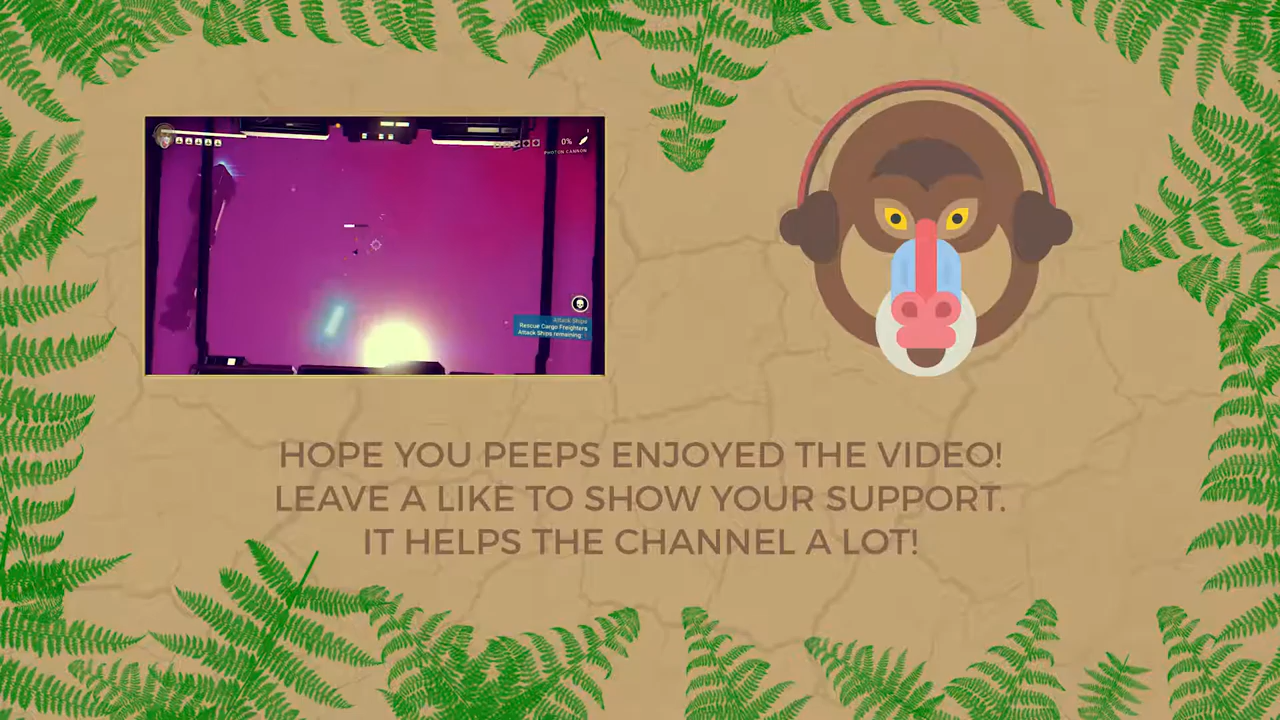 0%
PHOTON CANNON
Attack Ships
Rescue Cargo Freighters
Attack Ships remaining
HOPE YOU PEEPS ENJOYED THE VIDEO!
LEAVE A LIKE TO SHOW YOUR SUPPORT.
IT HELPS THE CHANNEL A LOT!